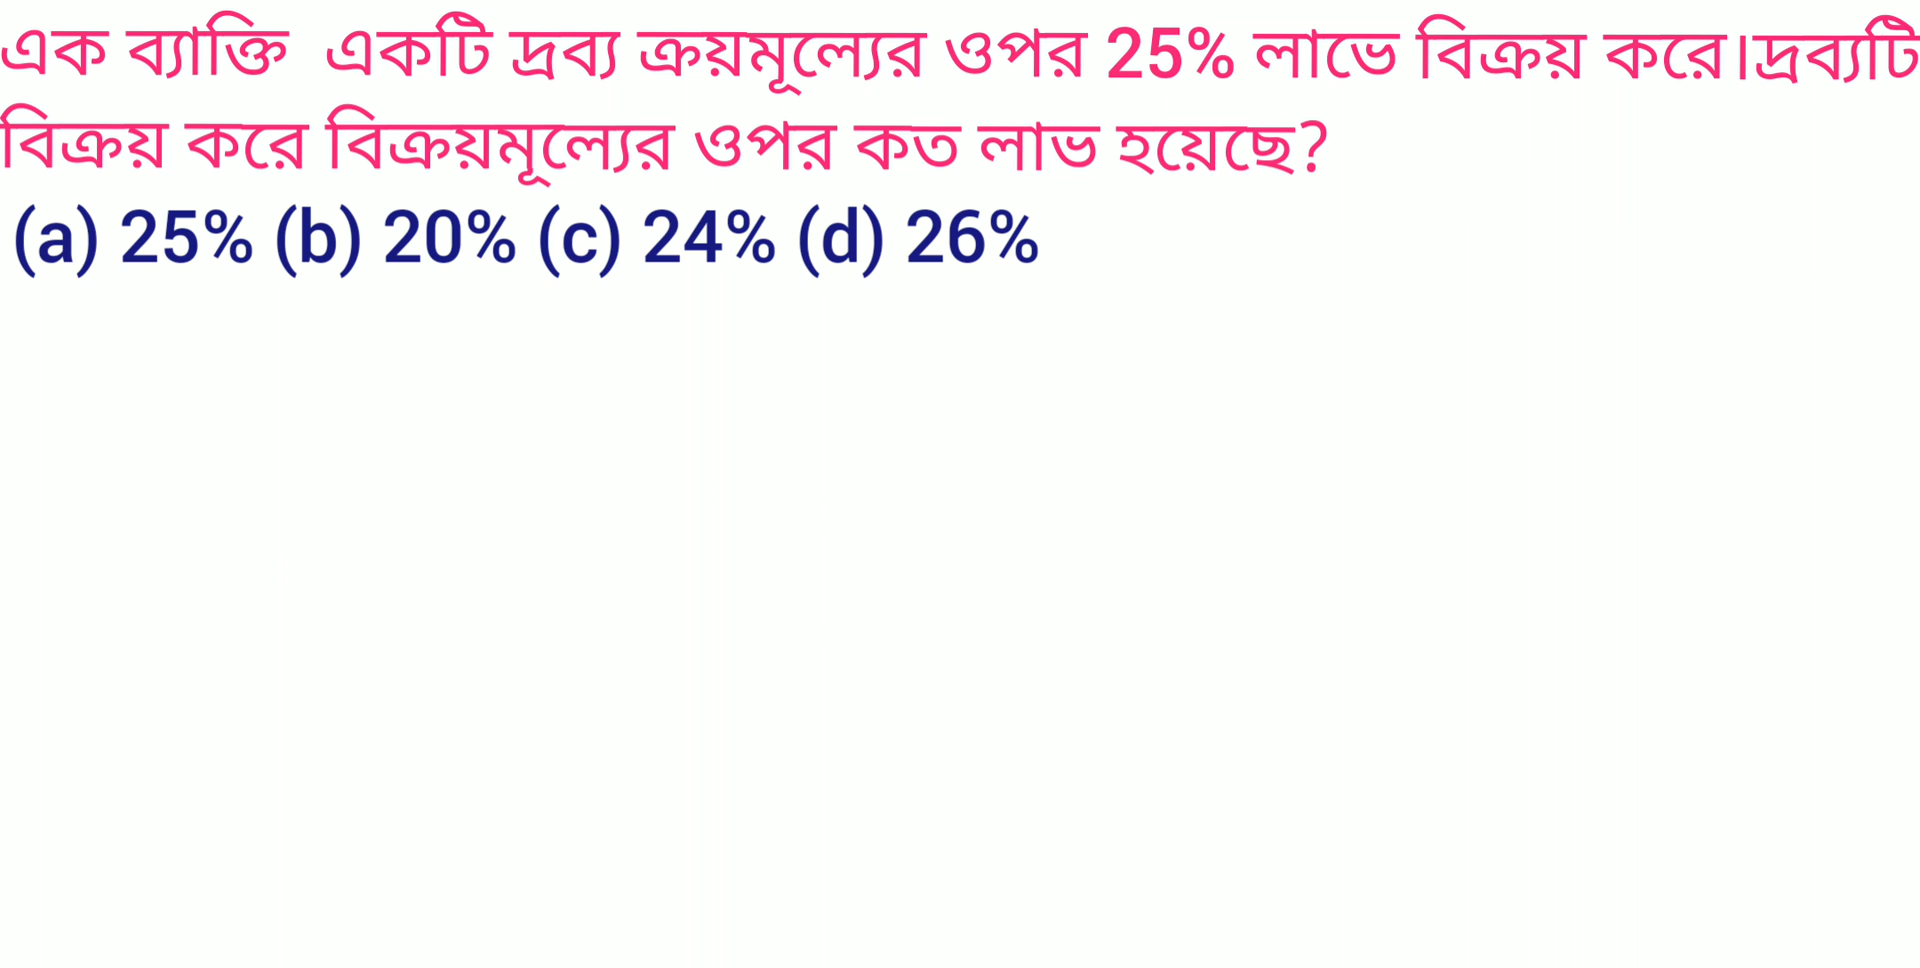 এক ব্যাক্তি একটি দ্রব্য ক্রয়মূল্যের ওপর 25% লাভে বিক্রয় করে।দ্রব্যটি
বিক্রয় করে বিক্রয়মূল্যের ওপর কত লাভ হয়েছে?
(a) 25% (b) 20% (c) 24% (d) 26%